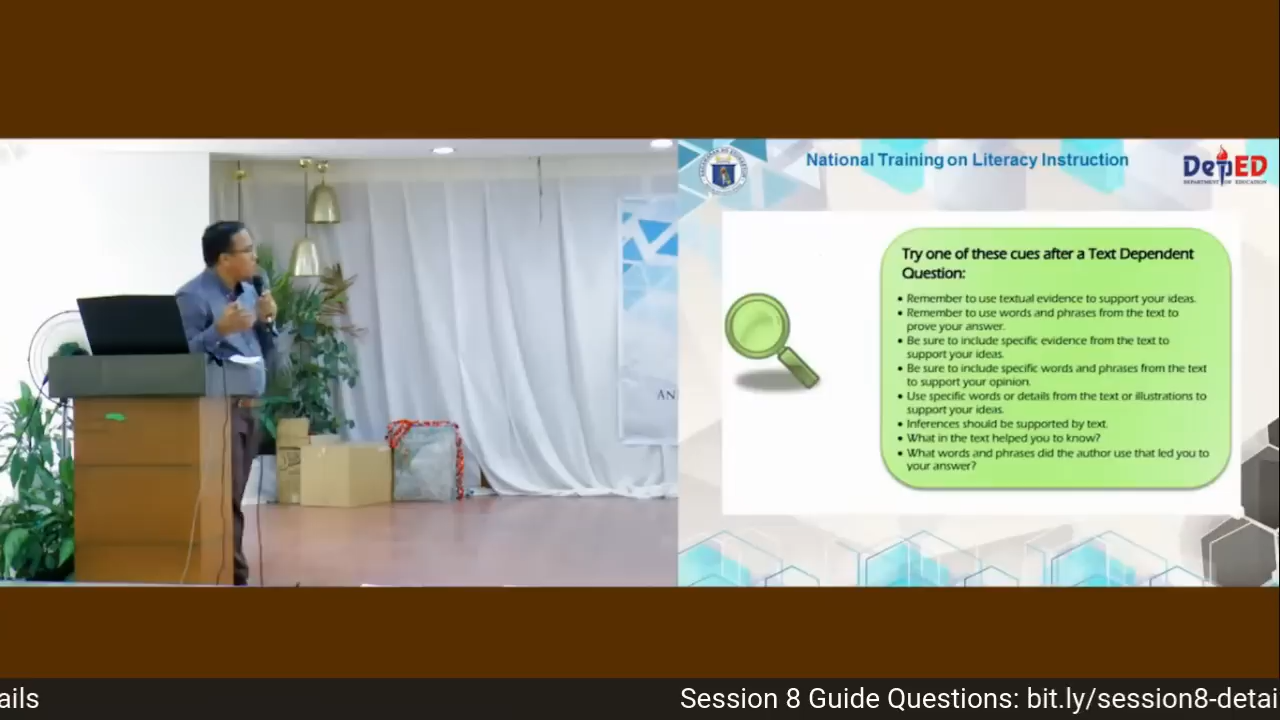 National Training on Literacy Instruction
DepED
DEPARTMENT OF EDUCATION
Try one of these cues after a Text Dependent
Question:
• Remember to use textual evidence to support your ideas.
• Remember to use words and phrases from the text to
prove your answer.
• Be sure to include specific evidence from the text to
support your ideas.
• Be sure to include specific words and phrases from the text
to support your opinion.
• Use specific words or details from the text or illustrations to
support your ideas.
• Inferences should be supported by text.
• What in the text helped you to know?
• What words and phrases did the author use that led you to
your answer?
AN
ails
Session 8 Guide Questions: bit.ly/session8-detai